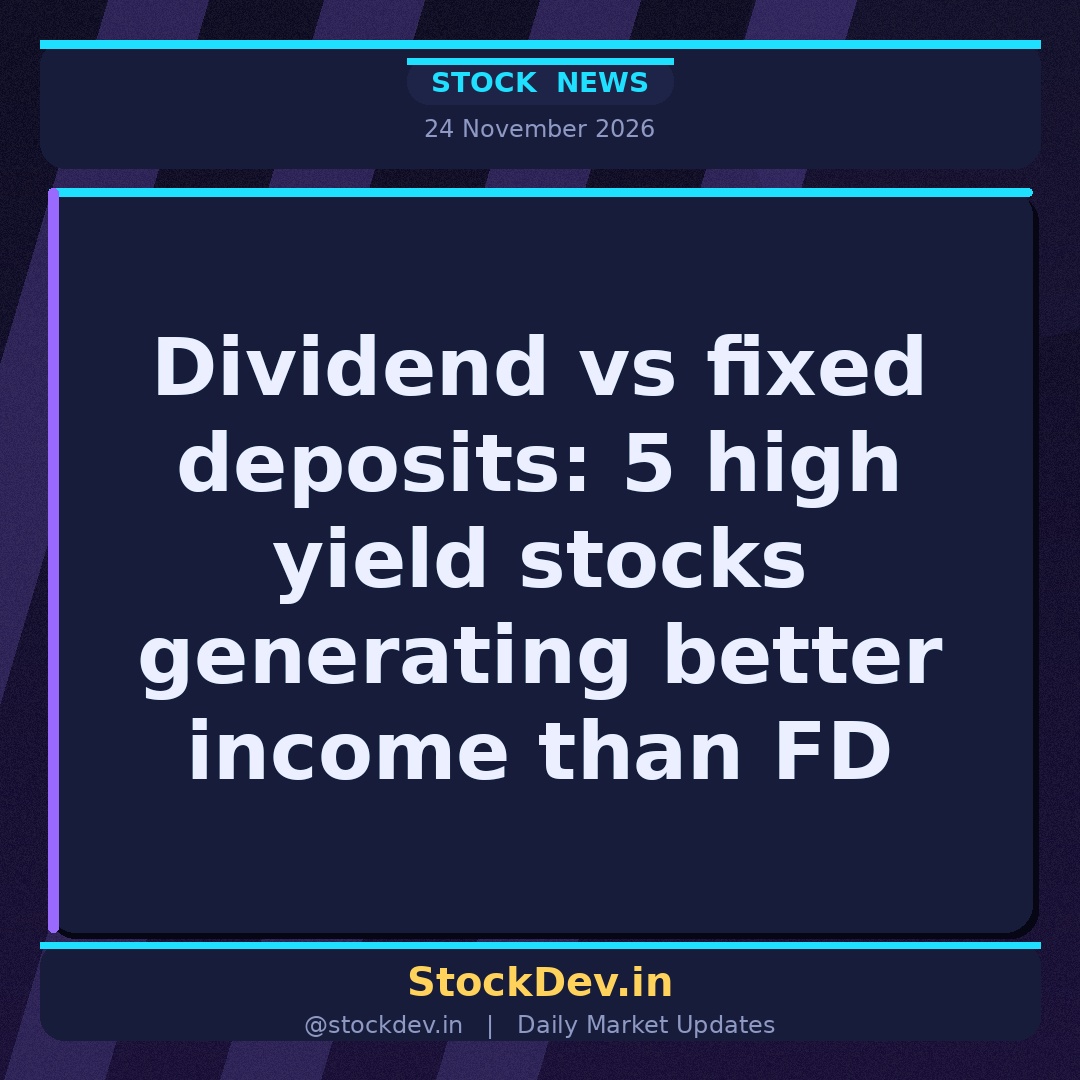 STOCK NEWS
24 November 2026
Dividend vs fixed
deposits: 5 high
yield stocks
generating better
income than FD
StockDev.in
@stockdev.in | Daily Market Updates